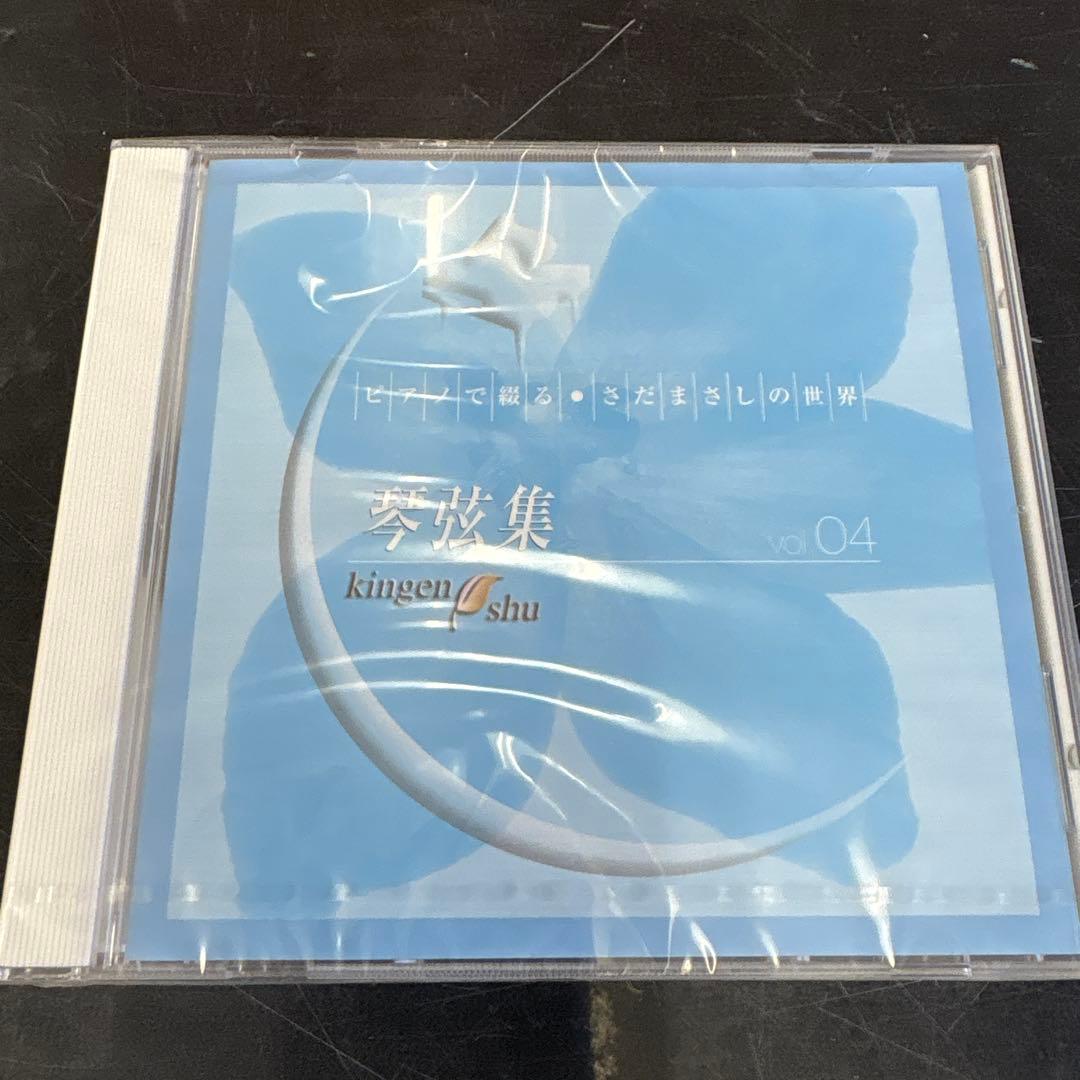 ピアノで綴る●さだまさしの世界
琴弦集
vol 04
kingen
shu